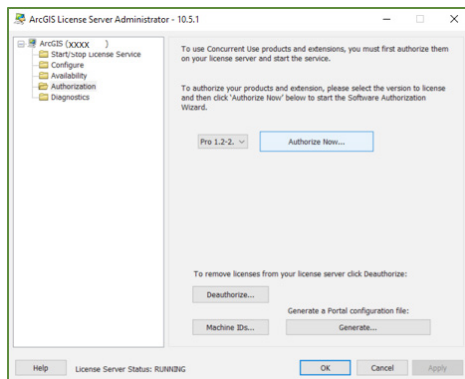 ArcGIS License Server Administrator - 10.5.1
ArcGIS (XXXX )
Start/Stop License Service
Configure
Availability
Authorization
Diagnostics
To use Concurrent Use products and extensions, you must first authorize them
on your license server and start the service.
To authorize your products and extension, please select the version to license
and then click 'Authorize Now' below to start the Software Authorization
Wizard.
Pro 1.2-2. Authorize Now...
To remove licenses from your license server click Deauthorize:
Deauthorize...
Generate a Portal configuration file:
Machine IDs... Generate...
Help License Server Status: RUNNING OK Cancel Apply